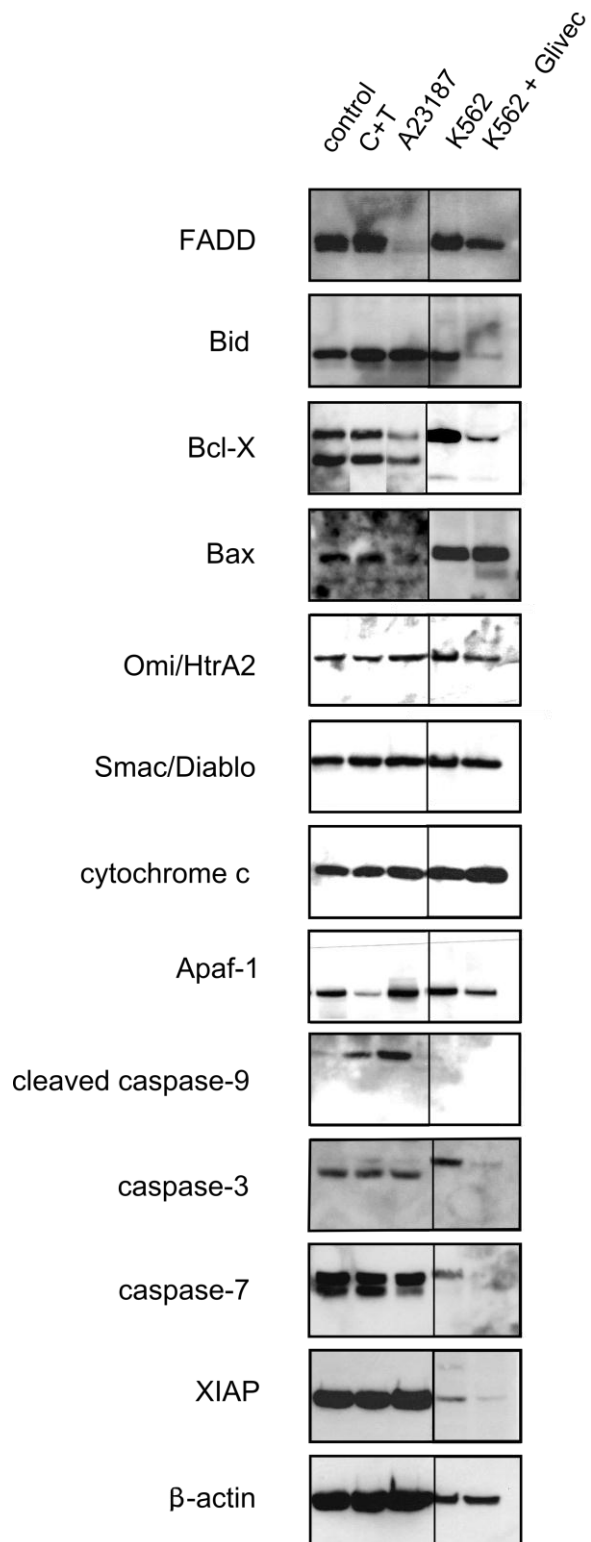 control
C+T
A23187
K562
K562 + Glivec
FADD
Bid
Bcl-X
Bax
Omi/HtrA2
Smac/Diablo
cytochrome c
Apaf-1
cleaved caspase-9
caspase-3
caspase-7
XIAP
β-actin